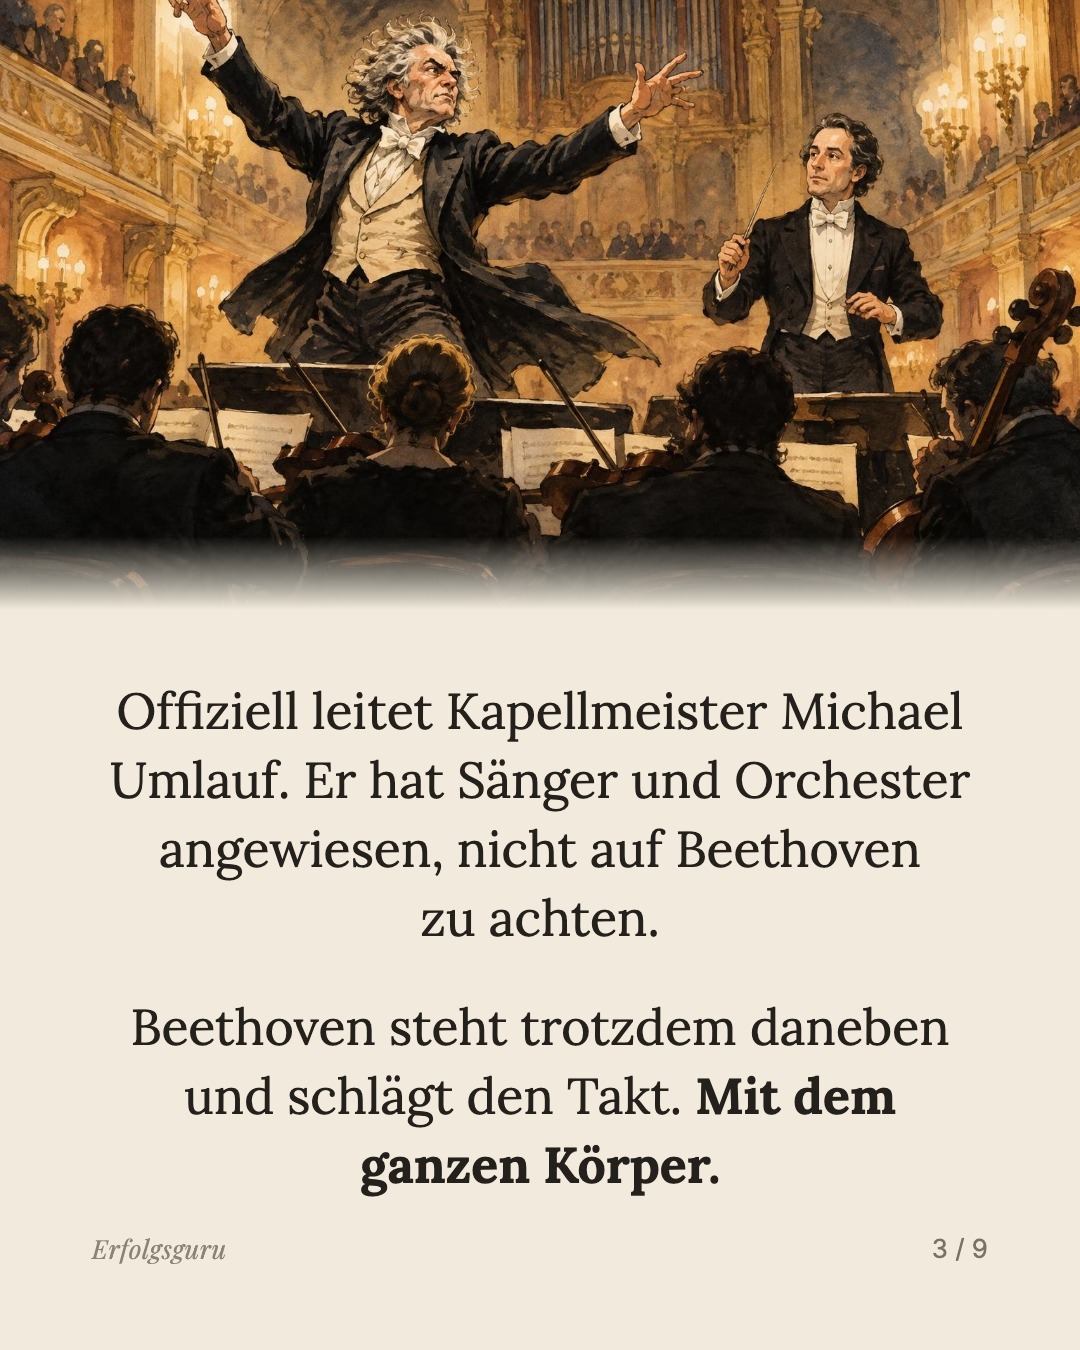 Offiziell leitet Kapellmeister Michael
Umlauf. Er hat Sänger und Orchester
angewiesen, nicht auf Beethoven
zu achten.
Beethoven steht trotzdem daneben
und schlägt den Takt. Mit dem
ganzen Körper.
Erfolgsguru
3 / 9